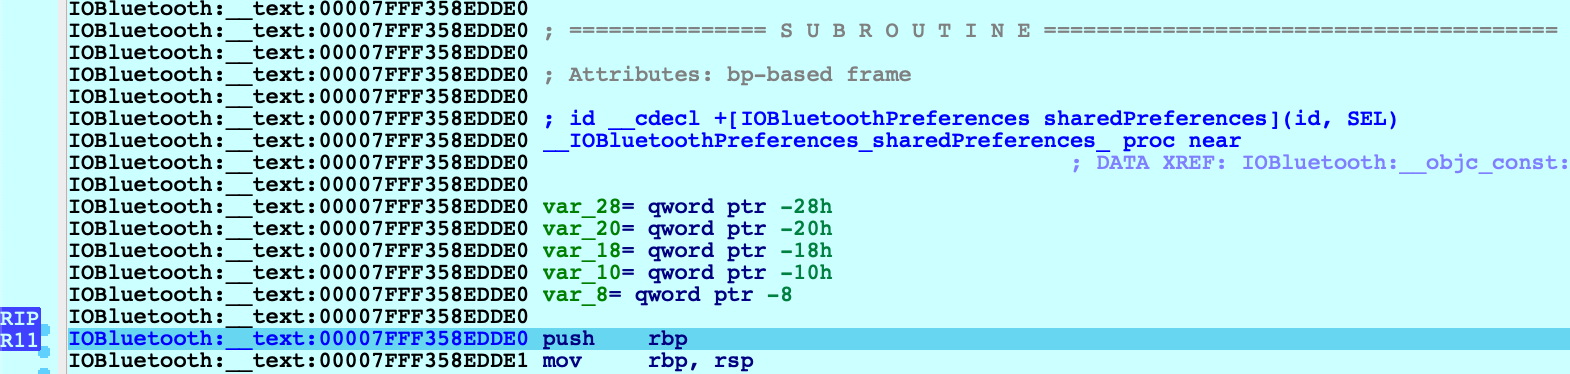 IOBluetooth:__text:00007FFF358EDDE0
IOBluetooth:__text:00007FFF358EDDE0 ; =============== S U B R O U T I N E =======================================
IOBluetooth:__text:00007FFF358EDDE0
IOBluetooth:__text:00007FFF358EDDE0 ; Attributes: bp-based frame
IOBluetooth:__text:00007FFF358EDDE0
IOBluetooth:__text:00007FFF358EDDE0 ; id __cdecl +[IOBluetoothPreferences sharedPreferences](id, SEL)
IOBluetooth:__text:00007FFF358EDDE0 __IOBluetoothPreferences_sharedPreferences_ proc near
IOBluetooth:__text:00007FFF358EDDE0 ; DATA XREF: IOBluetooth:__objc_const:
IOBluetooth:__text:00007FFF358EDDE0
IOBluetooth:__text:00007FFF358EDDE0 var_28= qword ptr -28h
IOBluetooth:__text:00007FFF358EDDE0 var_20= qword ptr -20h
IOBluetooth:__text:00007FFF358EDDE0 var_18= qword ptr -18h
IOBluetooth:__text:00007FFF358EDDE0 var_10= qword ptr -10h
IOBluetooth:__text:00007FFF358EDDE0 var_8= qword ptr -8
RIP IOBluetooth:__text:00007FFF358EDDE0
R11 IOBluetooth:__text:00007FFF358EDDE0 push rbp
IOBluetooth:__text:00007FFF358EDDE1 mov rbp, rsp